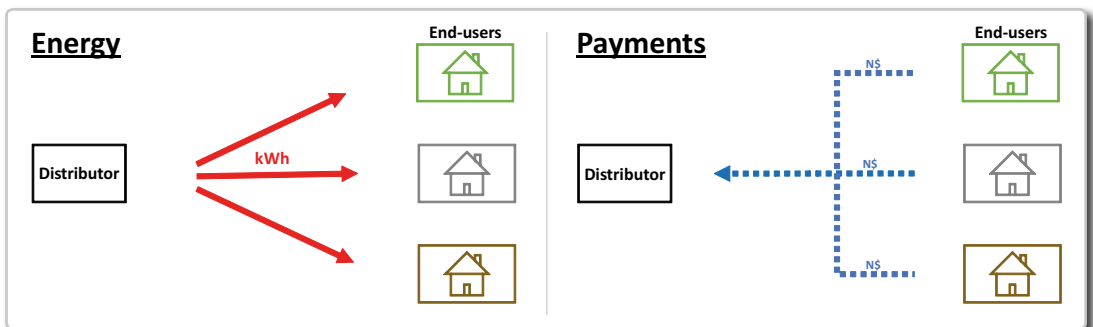 Energy
End-users
kWh
Distributor
Payments
End-users
N$
Distributor
N$
N$